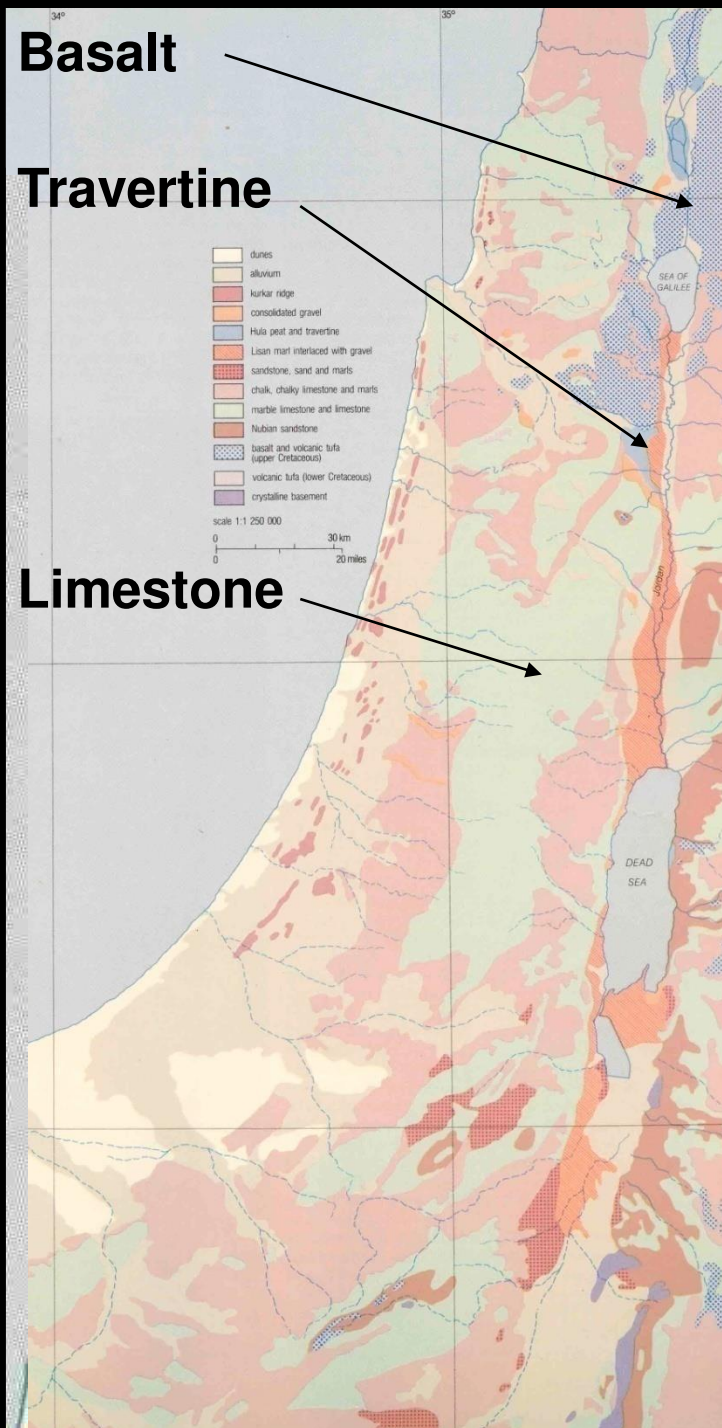 34°
35°
Basalt
Travertine
SEA OF
GALILEE
dunes
alluvium
kurkar ridge
consolidated gravel
Hula peat and travertine
Lisan marl interlaced with gravel
sandstone, sand and marls
chalk, chalky limestone and marls
marble limestone and limestone
Nubian sandstone
basalt and volcanic tufa
(upper Cretaceous)
volcanic tufa (lower Cretaceous)
crystalline basement
scale 1:1 250 000
0 30 km
0 20 miles
Limestone
Jordan
DEAD
SEA